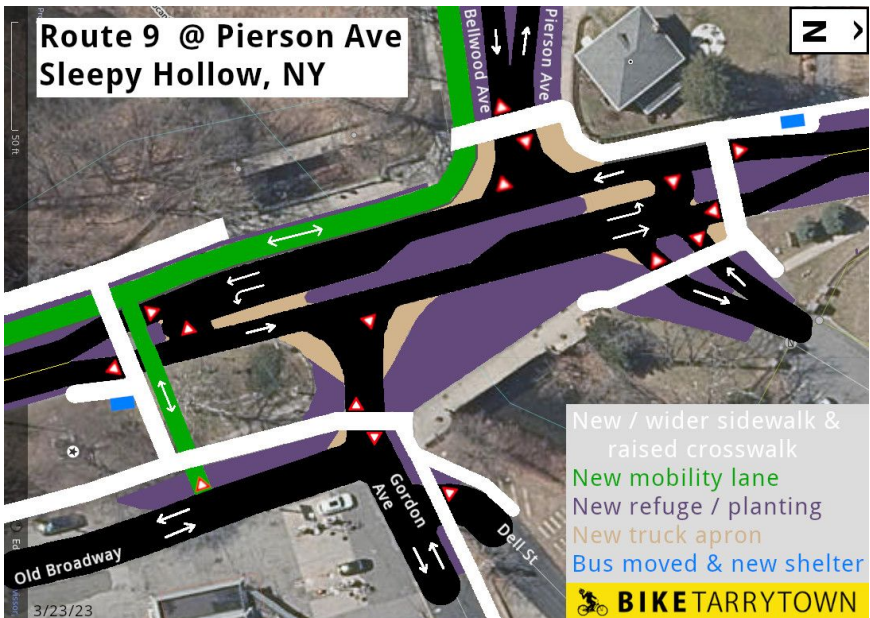 Route 9 @ Pierson Ave
Sleepy Hollow, NY
N
50 ft
Bellwood Ave
Pierson Ave
Old Broadway
Gordon
Ave
Dell St
3/23/23
New / wider sidewalk &
raised crosswalk
New mobility lane
New refuge / planting
New truck apron
Bus moved & new shelter
BIKETARRYTOWN